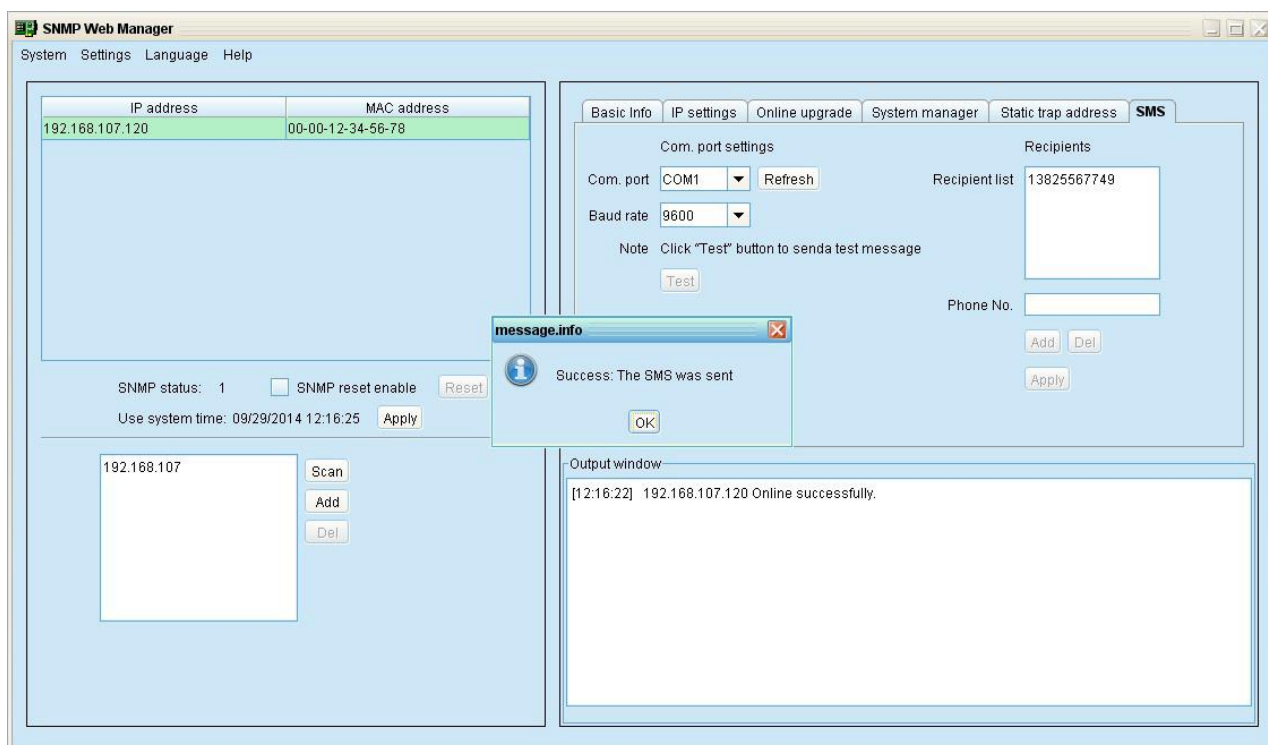 SNMP Web Manager
System Settings Language Help
IP address MAC address
192.168.107.120 00-00-12-34-56-78
SNMP status: 1 SNMP reset enable Reset
Use system time: 09/29/2014 12:16:25 Apply
192.168.107
Scan
Add
Del
Basic Info IP settings Online upgrade System manager Static trap address SMS
Com. port settings
Com. port COM1 Refresh
Baud rate 9600
Note Click "Test" button to senda test message
Test
Recipients
Recipient list 13825567749
Phone No.
Add Del
Apply
message.info
Success: The SMS was sent
OK
Output window
[12:16:22] 192.168.107.120 Online successfully.